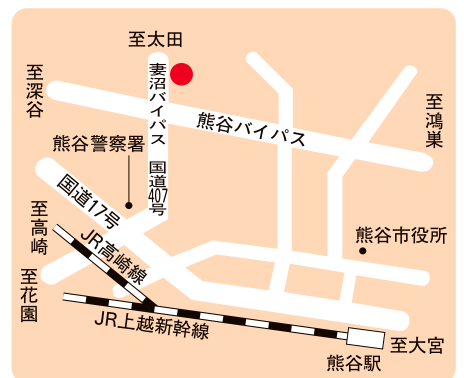 至太田
至深谷
妻沼バイパス 国道407号
熊谷バイパス
至鴻巣
熊谷警察署
国道17号
至高崎
JR高崎線
熊谷市役所
至花園
JR上越新幹線
至大宮
熊谷駅